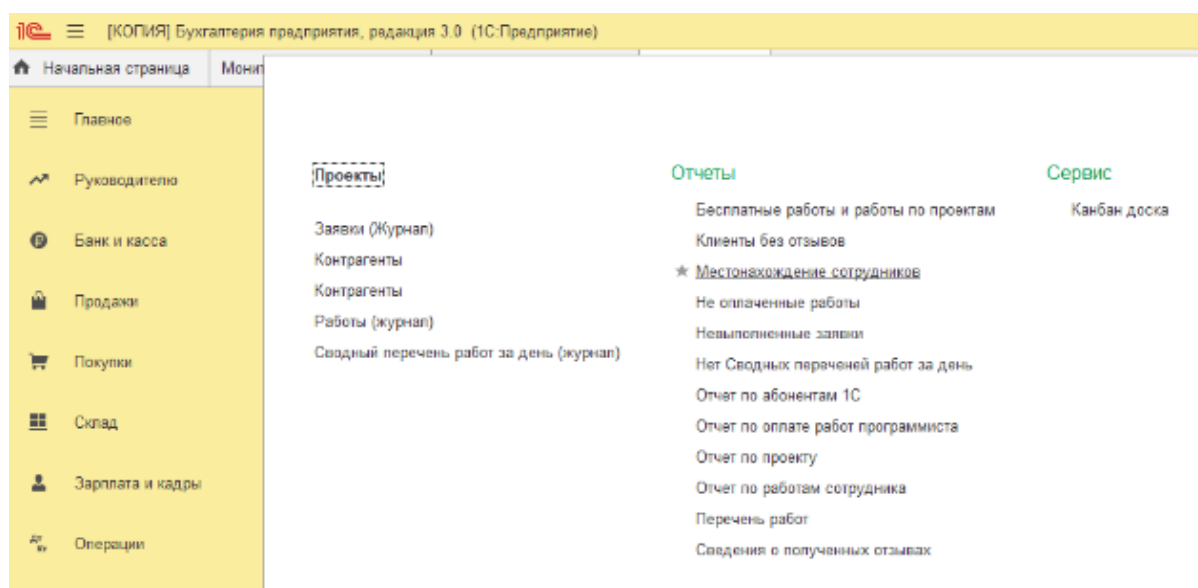 1С [КОПИЯ] Бухгалтерия предприятия, редакция 3.0 (1С:Предприятие)
Начальная страница Монит
Главное
Руководителю
Банк и касса
Продажи
Покупки
Склад
Зарплата и кадры
Операции
Проекты
Заявки (Журнал)
Контрагенты
Контрагенты
Работы (журнал)
Сводный перечень работ за день (журнал)
Отчеты
Бесплатные работы и работы по проектам
Клиенты без отзывов
Местонахождение сотрудников
Не оплаченные работы
Невыполненные заявки
Нет Сводных перечней работ за день
Отчет по абонентам 1С
Отчет по оплате работ программиста
Отчет по проекту
Отчет по работам сотрудника
Перечень работ
Сведения о полученных отзывах
Сервис
Канбан доска